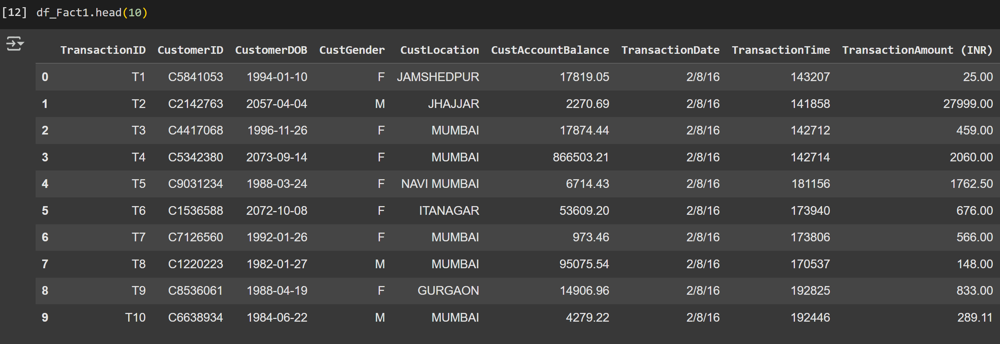 [12] df_Fact1.head(10)
TransactionID CustomerID CustomerDOB CustGender CustLocation CustAccountBalance TransactionDate TransactionTime TransactionAmount (INR)
0 T1 C5841053 1994-01-10 F JAMSHEDPUR 17819.05 2/8/16 143207 25.00
1 T2 C2142763 2057-04-04 M JHAJJAR 2270.69 2/8/16 141858 27999.00
2 T3 C4417068 1996-11-26 F MUMBAI 17874.44 2/8/16 142712 459.00
3 T4 C5342380 2073-09-14 F MUMBAI 866503.21 2/8/16 142714 2060.00
4 T5 C9031234 1988-03-24 F NAVI MUMBAI 6714.43 2/8/16 181156 1762.50
5 T6 C1536588 2072-10-08 F ITANAGAR 53609.20 2/8/16 173940 676.00
6 T7 C7126560 1992-01-26 F MUMBAI 973.46 2/8/16 173806 566.00
7 T8 C1220223 1982-01-27 M MUMBAI 95075.54 2/8/16 170537 148.00
8 T9 C8536061 1988-04-19 F GURGAON 14906.96 2/8/16 192825 833.00
9 T10 C6638934 1984-06-22 M MUMBAI 4279.22 2/8/16 192446 289.11